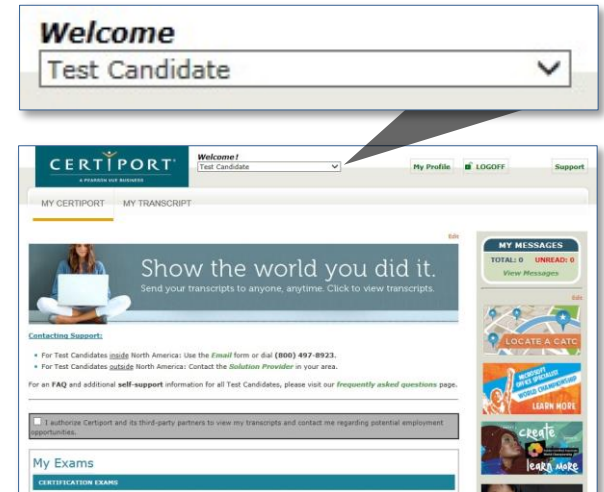 Welcome
Test Candidate
CERTIPORT
A PEARSON VUE BUSINESS
Welcome!
Test Candidate
My Profile
LOGOFF
Support
MY CERTIPORT
MY TRANSCRIPT
Edit
Show the world you did it.
Send your transcripts to anyone, anytime. Click to view transcripts.
MY MESSAGES
TOTAL: 0 UNREAD: 0
View Messages
Edit
LOCATE A CATC
MICROSOFT
OFFICE SPECIALIST
WORLD CHAMPIONSHIP
LEARN MORE
create
learn more
Contacting Support:
• For Test Candidates inside North America: Use the Email form or dial (800) 497-8923.
• For Test Candidates outside North America: Contact the Solution Provider in your area.
For an FAQ and additional self-support information for all Test Candidates, please visit our frequently asked questions page.
I authorize Certiport and its third-party partners to view my transcripts and contact me regarding potential employment
opportunities.
My Exams
CERTIFICATION EXAMS